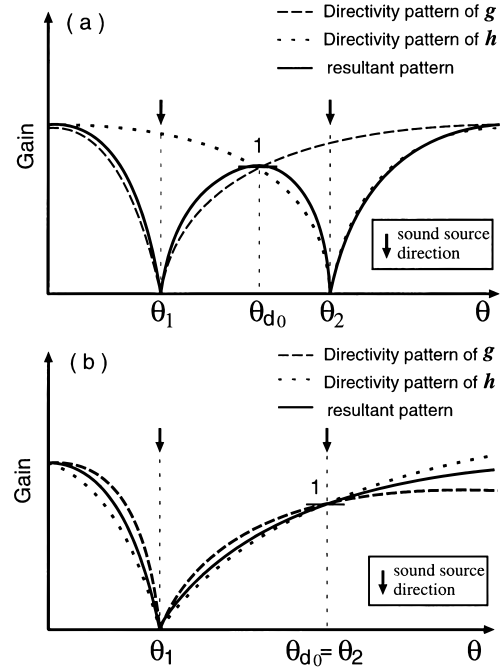 (a)
Directivity pattern of g
Directivity pattern of h
resultant pattern
Gain
1
sound source
direction
θ1 θd0 θ2 θ
(b)
Directivity pattern of g
Directivity pattern of h
resultant pattern
Gain
1
sound source
direction
θ1 θd0 = θ2 θ